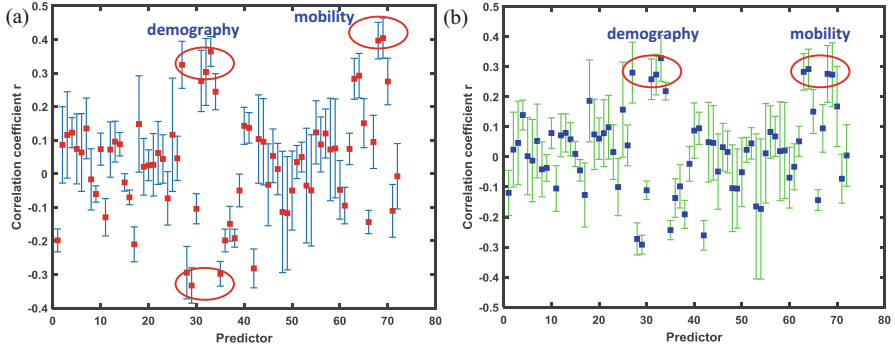 (a)
demography
mobility
Correlation coefficient r
0.5
0.4
0.3
0.2
0.1
0
-0.1
-0.2
-0.3
-0.4
0 10 20 30 40 50 60 70 80
Predictor
(b)
demography
mobility
Correlation coefficient r
0.5
0.4
0.3
0.2
0.1
0
-0.1
-0.2
-0.3
-0.4
-0.5
0 10 20 30 40 50 60 70 80
Predictor